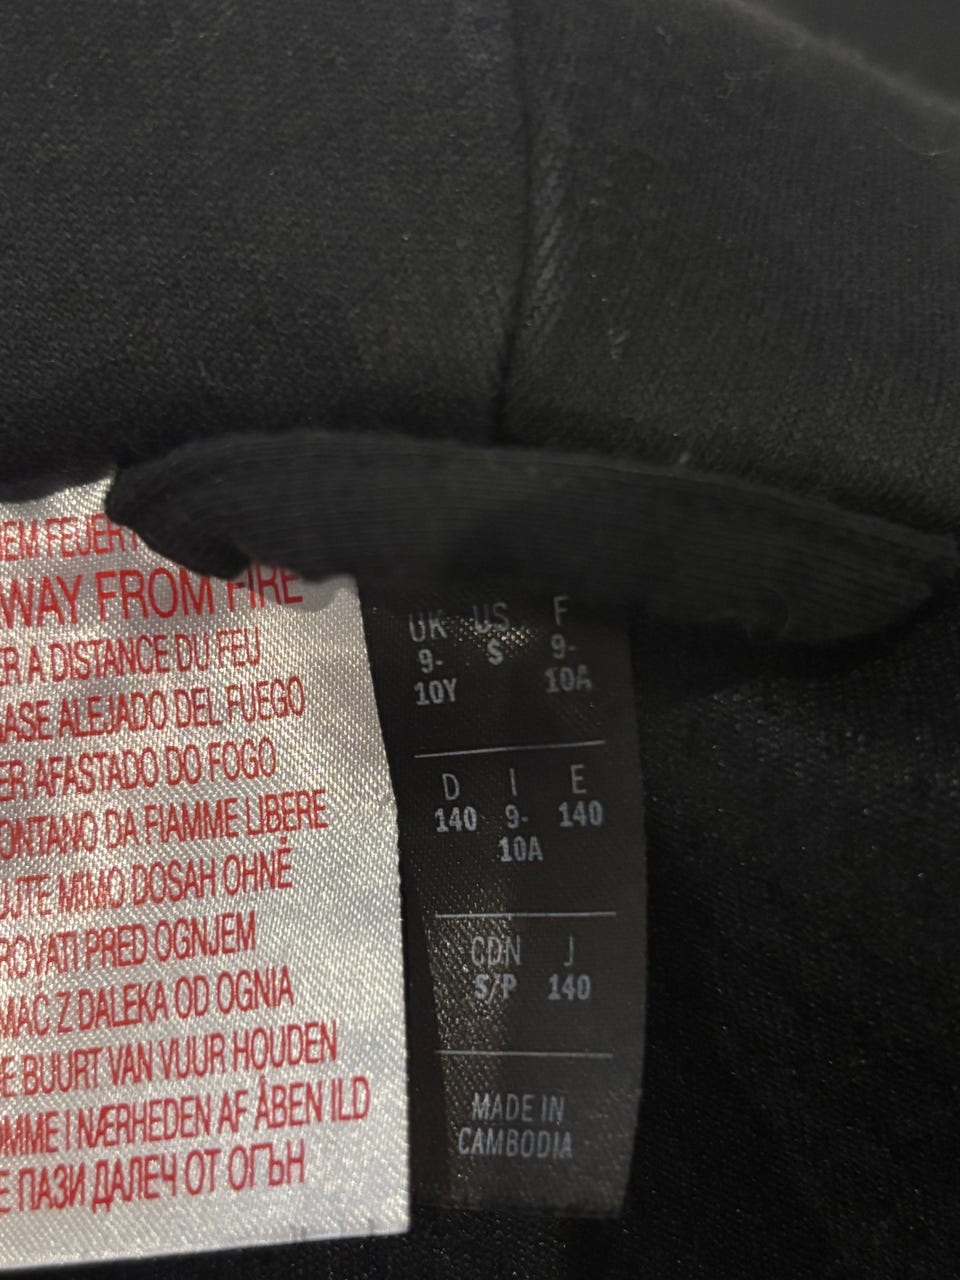 FROM FIRE
A DISTANCE DU FEU
ALEJADO DEL FUEGO
AFASTADO DO FOGO
DA FIAMME LIBERE
MIMO DOSAH OHNĚ
PRED OGNJEM
Z DALEKA OD OGNIA
BUURT VAN VUUR HOUDEN
I NÆRHEDEN AF ÅBEN ILD
ПАЗИ ДАЛЕЧ ОТ ОГЪН
UK US F
9- S 9-
10Y 10A
D I E
140 9- 140
10A
CDN J
S/P 140
MADE IN
CAMBODIA